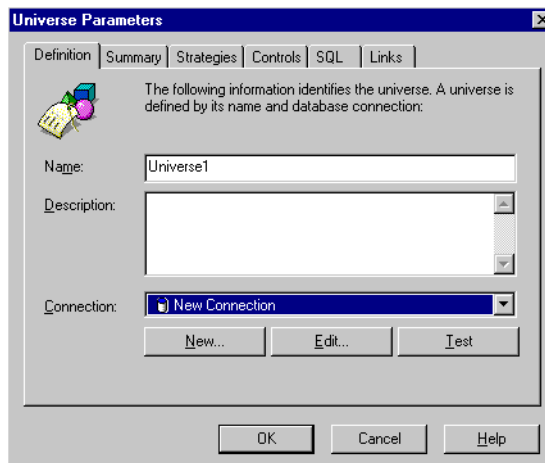 Universe Parameters
Definition Summary Strategies Controls SQL Links
The following information identifies the universe. A universe is
defined by its name and database connection:
Name: Universe1
Description:
Connection: New Connection
New... Edit... Test
OK Cancel Help